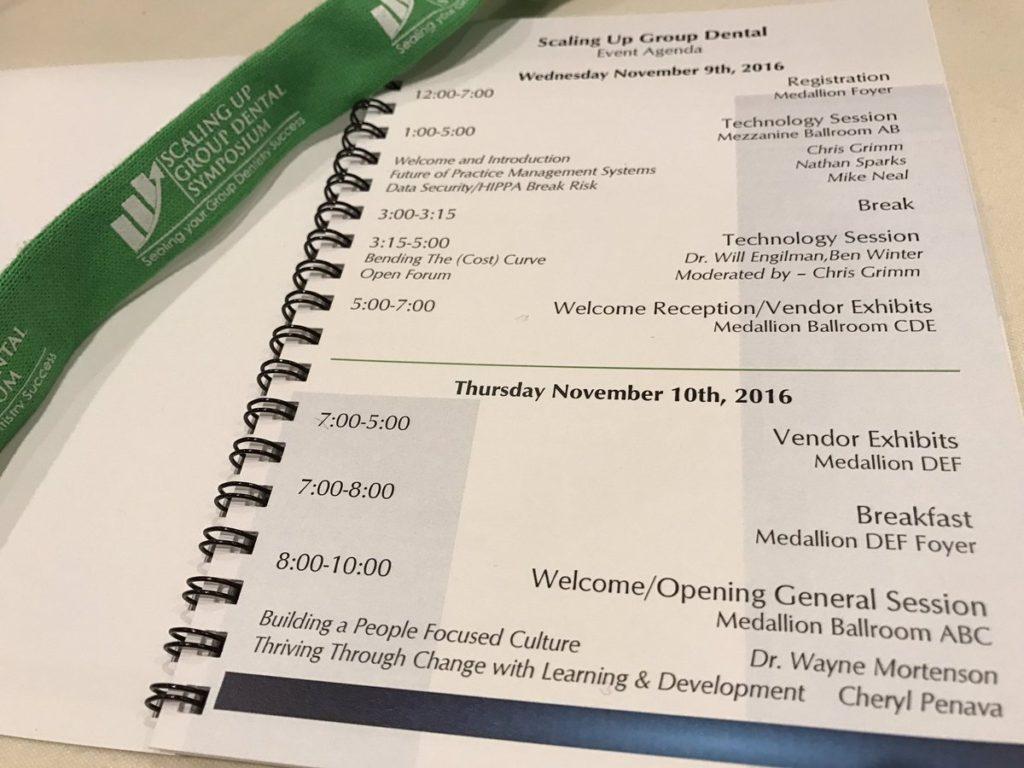 SCALING UP
GROUP DENTAL
SYMPOSIUM
Scaling your Group Dentistry Success
Scaling Up Group Dental
Event Agenda
Wednesday November 9th, 2016
12:00-7:00 Registration
Medallion Foyer
1:00-5:00 Technology Session
Mezzanine Ballroom AB
Welcome and Introduction Chris Grimm
Future of Practice Management Systems Nathan Sparks
Data Security/HIPPA Break Risk Mike Neal
3:00-3:15 Break
3:15-5:00 Technology Session
Bending The (Cost) Curve Dr. Will Engilman,Ben Winter
Open Forum Moderated by – Chris Grimm
5:00-7:00 Welcome Reception/Vendor Exhibits
Medallion Ballroom CDE
Thursday November 10th, 2016
7:00-5:00 Vendor Exhibits
Medallion DEF
7:00-8:00 Breakfast
Medallion DEF Foyer
8:00-10:00 Welcome/Opening General Session
Medallion Ballroom ABC
Building a People Focused Culture Dr. Wayne Mortenson
Thriving Through Change with Learning & Development Cheryl Penava